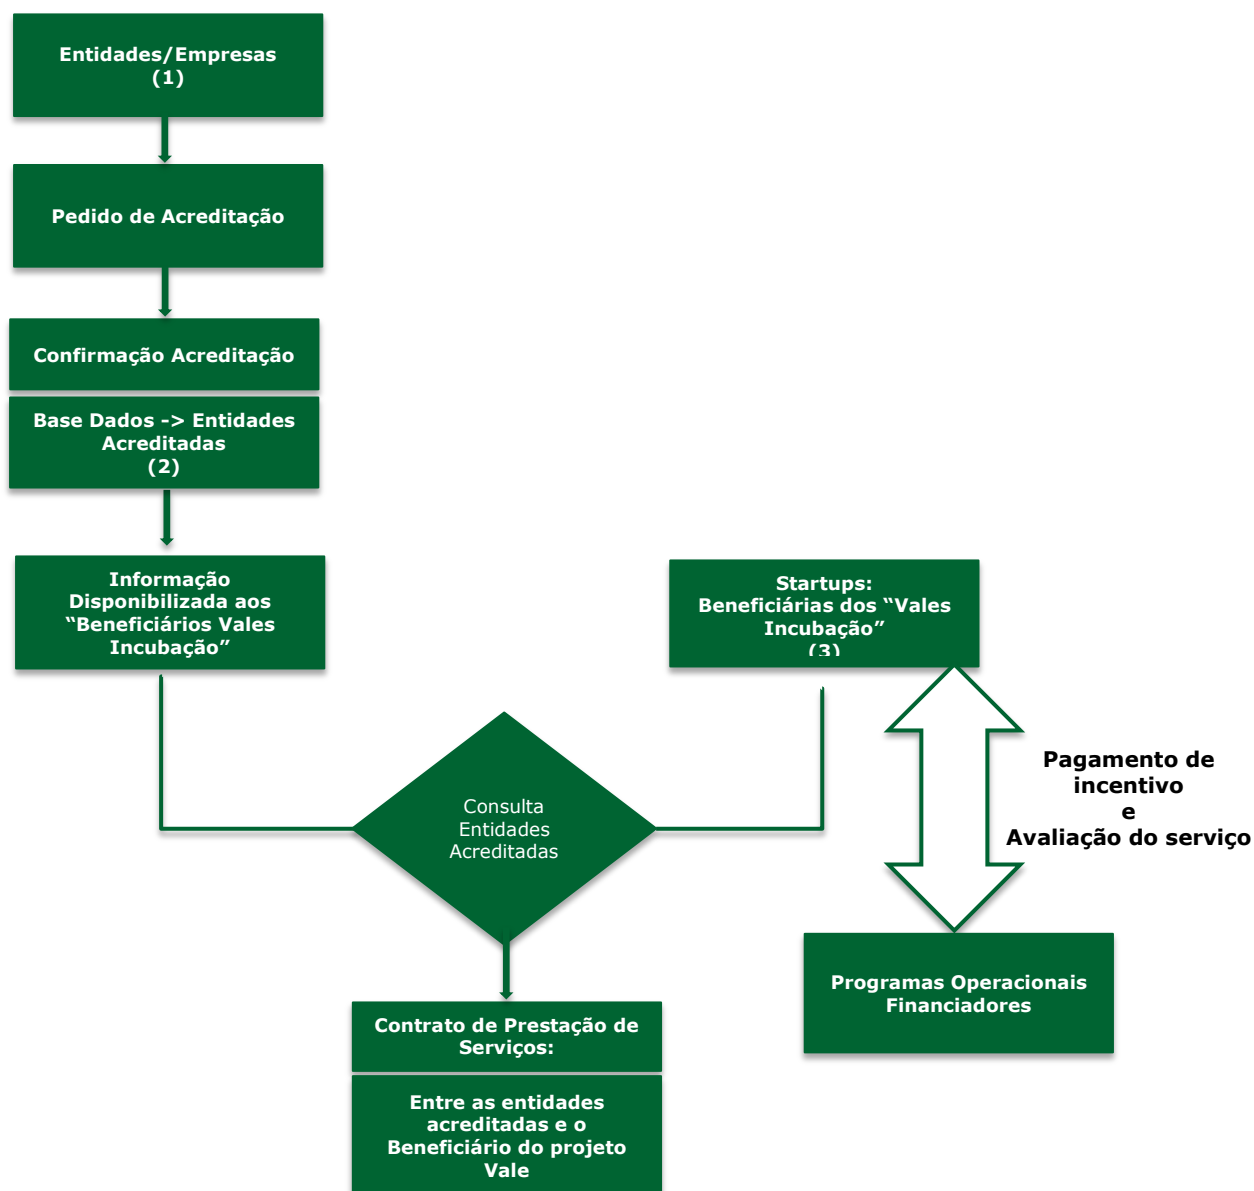 Entidades/Empresas
(1)
Pedido de Acreditação
Confirmação Acreditação
Base Dados -> Entidades
Acreditadas
(2)
Informação
Disponibilizada aos
“Beneficiários Vales
Incubação”
Startups:
Beneficiárias dos “Vales
Incubação”
(3)
Consulta
Entidades
Acreditadas
Pagamento de
incentivo
e
Avaliação do serviço
Programas Operacionais
Financiadores
Contrato de Prestação de
Serviços:
Entre as entidades
acreditadas e o
Beneficiário do projeto
Vale